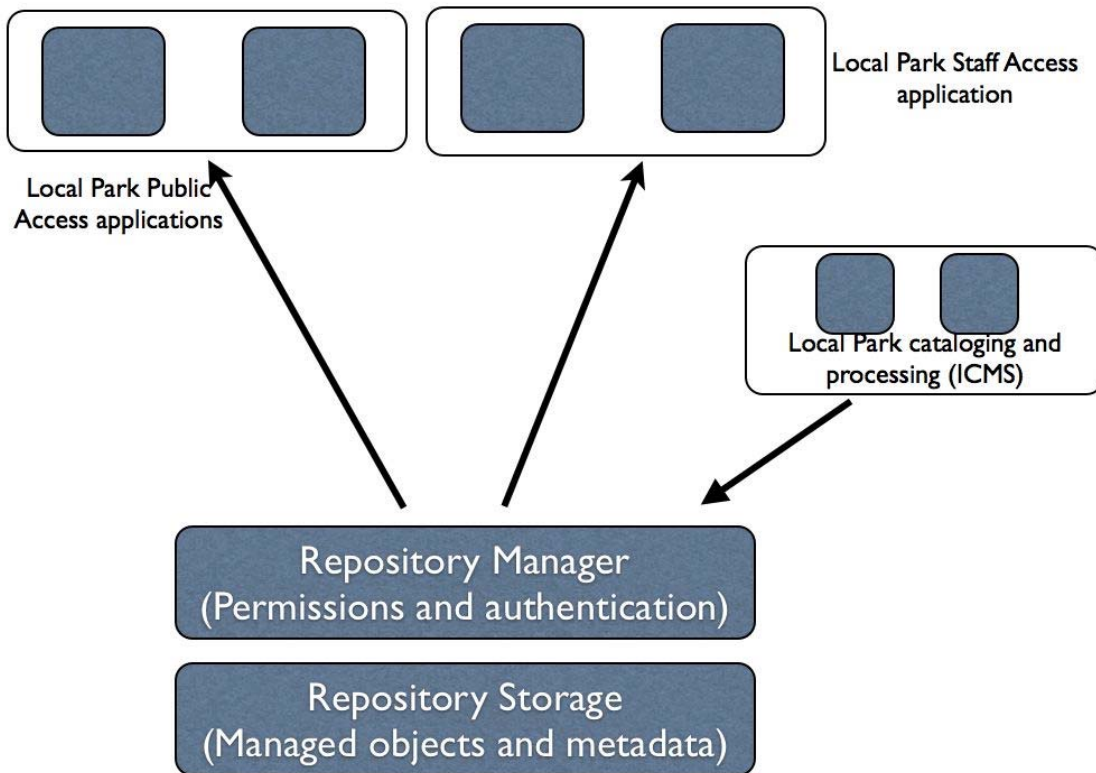 Local Park Staff Access
application
Local Park Public
Access applications
Local Park cataloging and
processing (ICMS)
Repository Manager
(Permissions and authentication)
Repository Storage
(Managed objects and metadata)